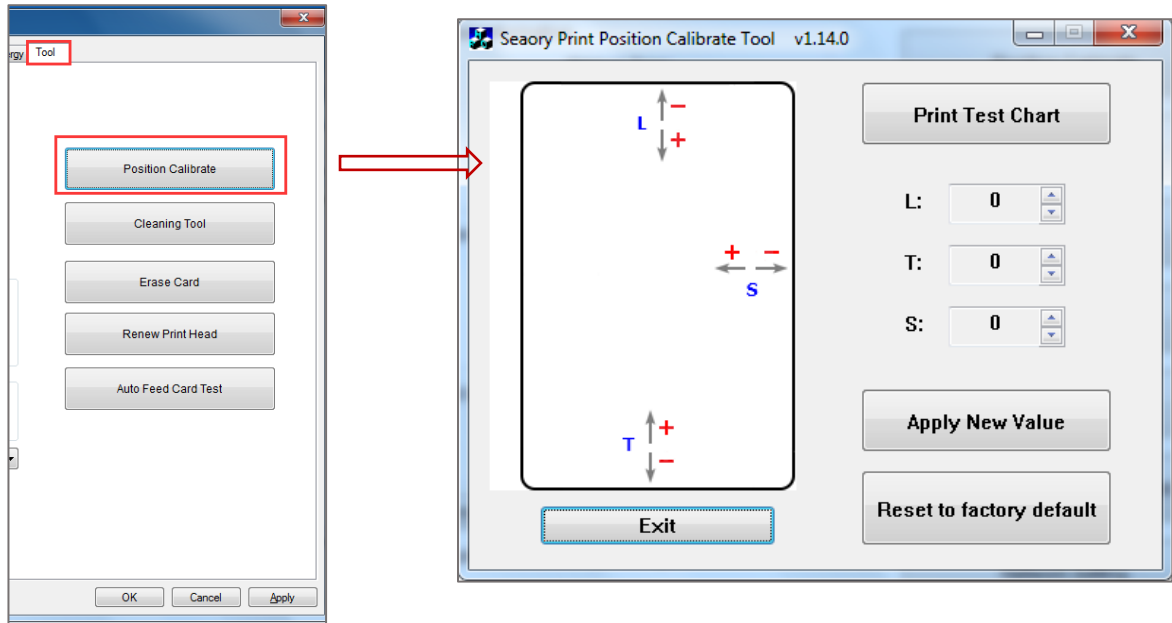 rgy Tool
Position Calibrate
Cleaning Tool
Erase Card
Renew Print Head
Auto Feed Card Test
OK Cancel Apply
Seaory Print Position Calibrate Tool v1.14.0
−
L
+
+ −
S
+
T
−
Exit
Print Test Chart
L: 0
T: 0
S: 0
Apply New Value
Reset to factory default